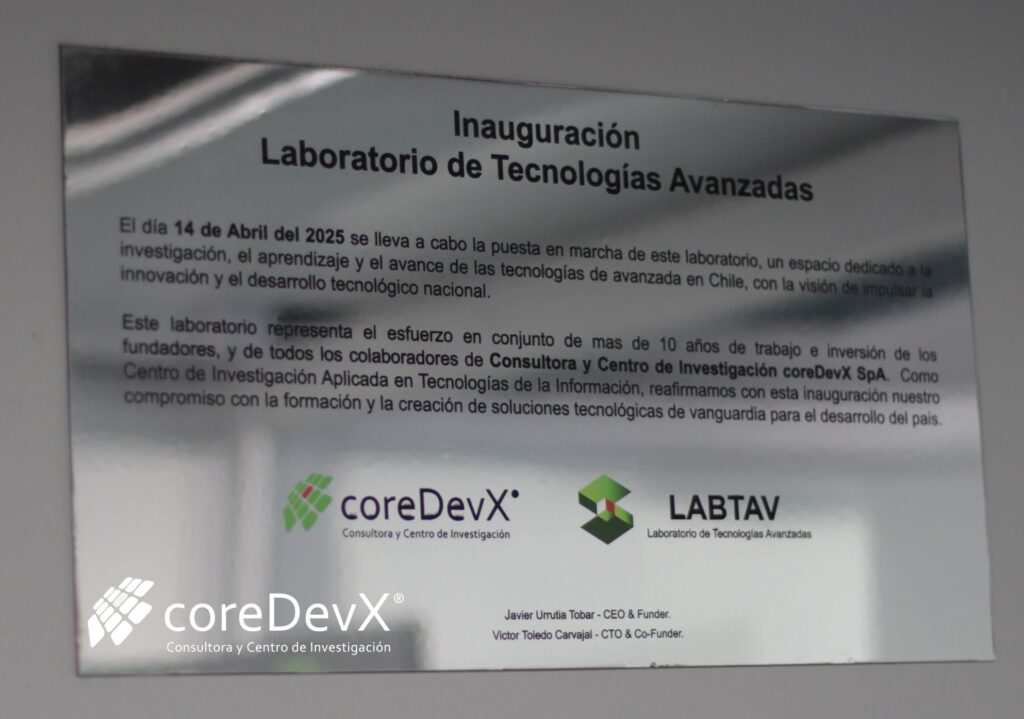 Inauguración
Laboratorio de Tecnologías Avanzadas
El día 14 de Abril del 2025 se lleva a cabo la puesta en marcha de este laboratorio, un espacio dedicado a la
investigación, el aprendizaje y el avance de las tecnologías de avanzada en Chile, con la visión de impulsar la
innovación y el desarrollo tecnológico nacional.
Este laboratorio representa el esfuerzo en conjunto de mas de 10 años de trabajo e inversión de los
fundadores, y de todos los colaboradores de Consultora y Centro de Investigación coreDevX SpA. Como
Centro de Investigación Aplicada en Tecnologías de la Información, reafirmamos con esta inauguración nuestro
compromiso con la formación y la creación de soluciones tecnológicas de vanguardia para el desarrollo del pais.
coreDevX
Consultora y Centro de Investigación
LABTAV
Laboratorio de Tecnologías Avanzadas
Javier Urrutia Tobar - CEO & Funder.
Victor Toledo Carvajal - CTO & Co-Funder.
coreDevX®
Consultora y Centro de Investigación